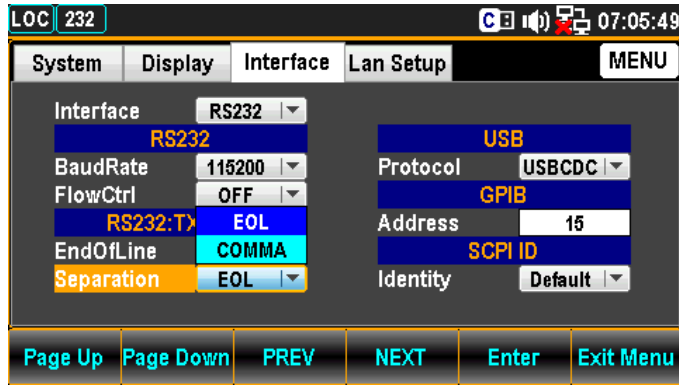 LOC 232 C 07:05:49
System Display Interface Lan Setup MENU
Interface RS232
RS232
BaudRate 115200
FlowCtrl OFF
RS232:TX
EOL
EndOfLine COMMA
Separation EOL
USB
Protocol USBCDC
GPIB
Address 15
SCPI ID
Identity Default
Page Up Page Down PREV NEXT Enter Exit Menu